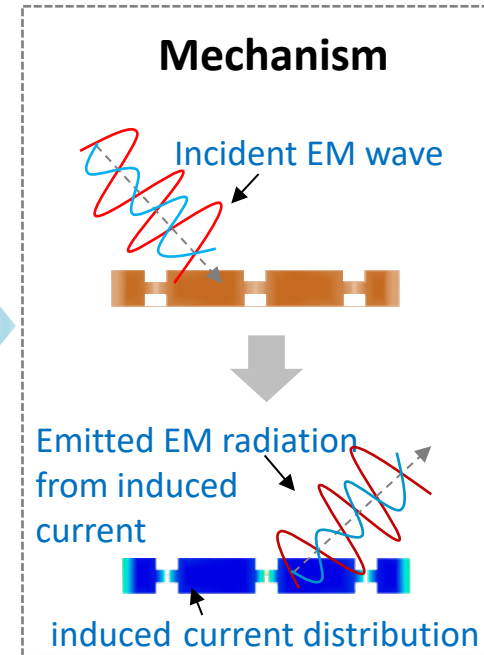 Mechanism
Incident EM wave
Emitted EM radiation
from induced
current
induced current distribution